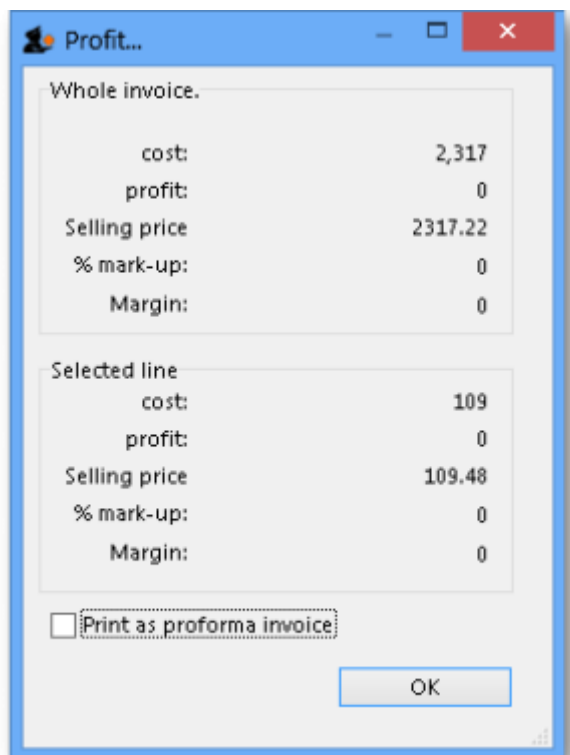 Profit...
Whole invoice.
cost: 2,317
profit: 0
Selling price 2317.22
% mark-up: 0
Margin: 0
Selected line
cost: 109
profit: 0
Selling price 109.48
% mark-up: 0
Margin: 0
Print as proforma invoice
OK